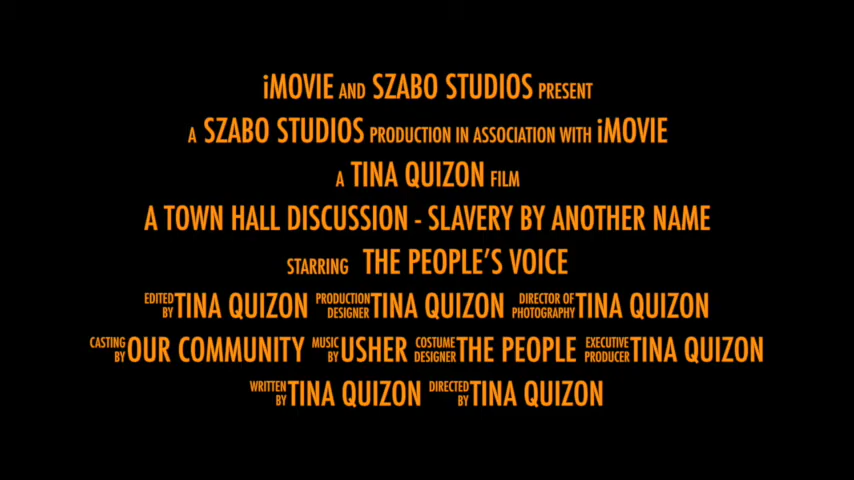 iMOVIE AND SZABO STUDIOS PRESENT
A SZABO STUDIOS PRODUCTION IN ASSOCIATION WITH iMOVIE
A TINA QUIZON FILM
A TOWN HALL DISCUSSION - SLAVERY BY ANOTHER NAME
STARRING THE PEOPLE'S VOICE
EDITED BY TINA QUIZON PRODUCTION DESIGNER TINA QUIZON DIRECTOR OF PHOTOGRAPHY TINA QUIZON
CASTING BY OUR COMMUNITY MUSIC BY USHER COSTUME DESIGNER THE PEOPLE EXECUTIVE PRODUCER TINA QUIZON
WRITTEN BY TINA QUIZON DIRECTED BY TINA QUIZON